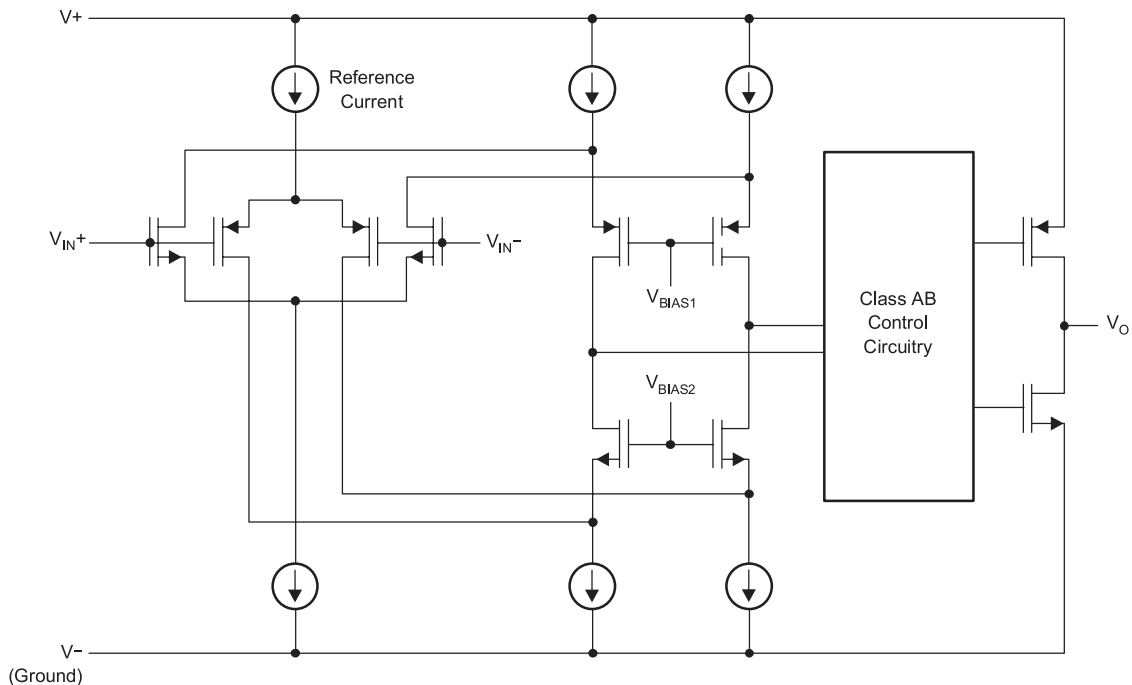 V+
Reference
Current
V_IN+
V_IN−
V_BIAS1
Class AB
Control
Circuitry
V_O
V_BIAS2
V−
(Ground)